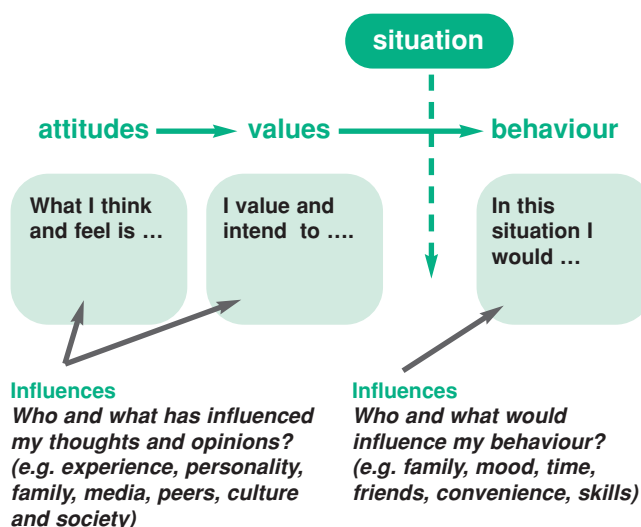 situation
attitudes
values
behaviour
What I think
and feel is …
I value and
intend to ....
In this
situation I
would …
Influences
Who and what has influenced
my thoughts and opinions?
(e.g. experience, personality,
family, media, peers, culture
and society)
Influences
Who and what would
influence my behaviour?
(e.g. family, mood, time,
friends, convenience, skills)